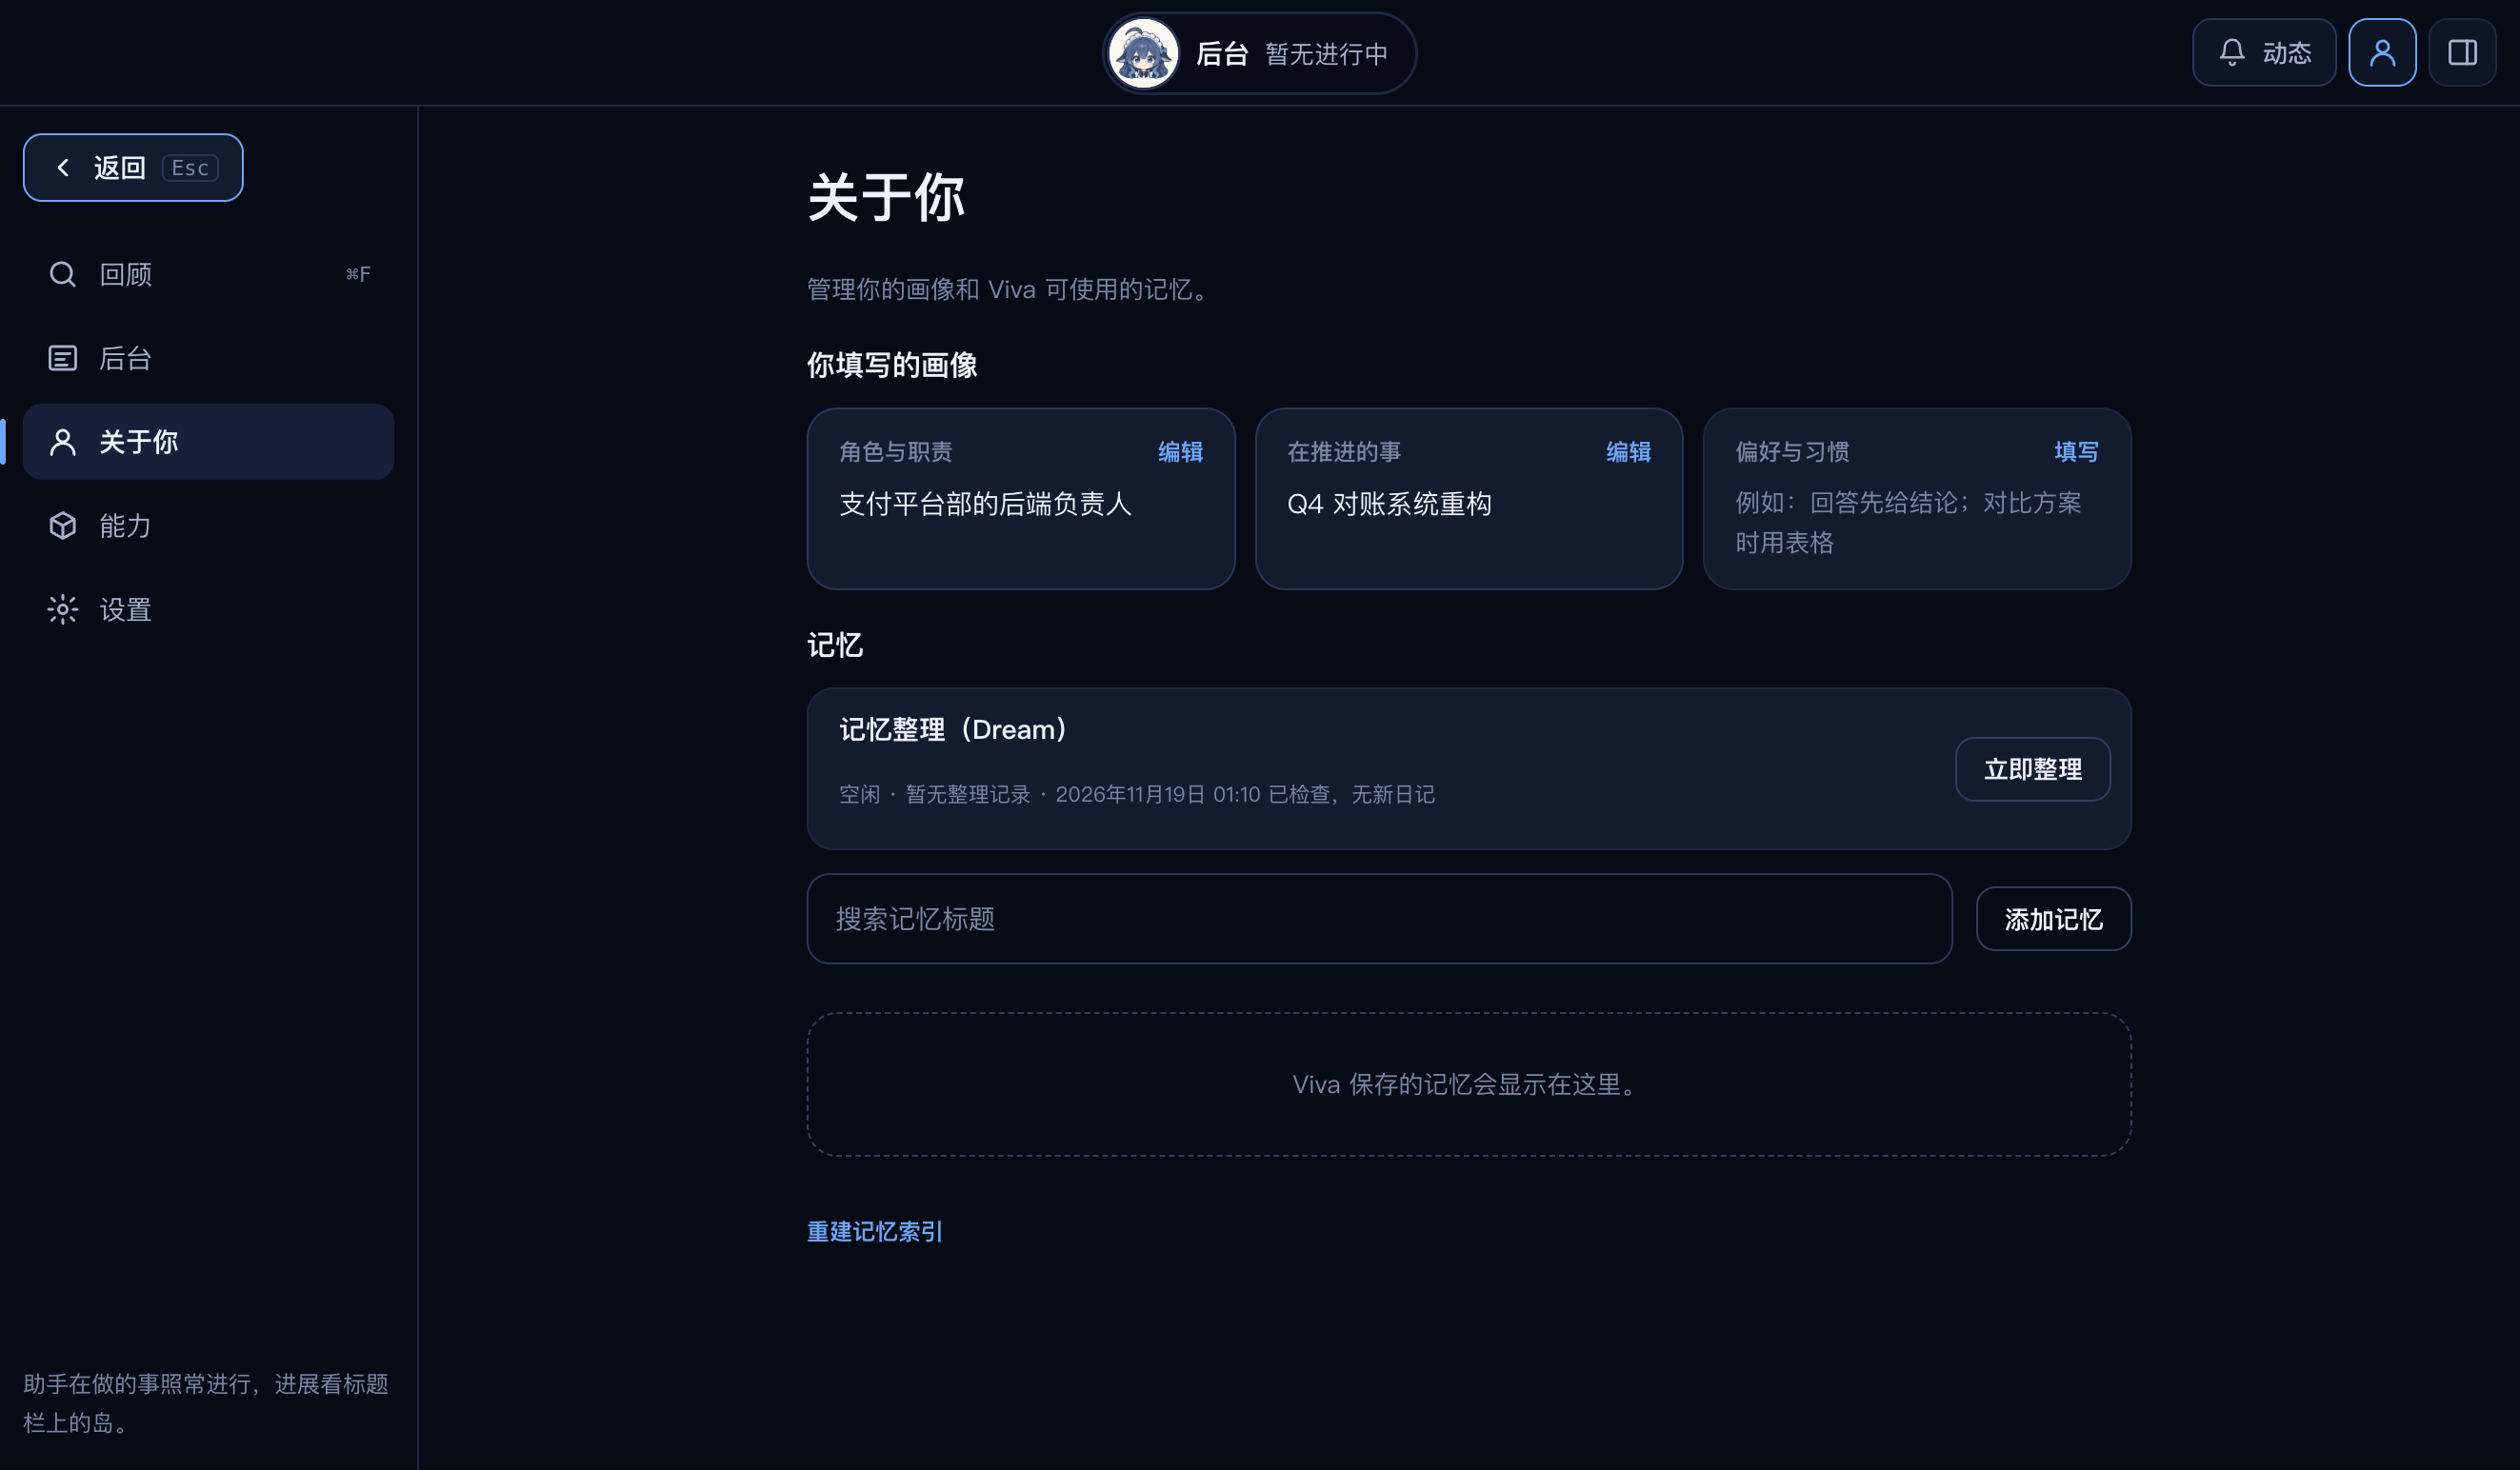 后台 暂无进行中
动态
返回 Esc
回顾 ⌘F
后台
关于你
能力
设置
助手在做的事照常进行，进展看标题
栏上的岛。
关于你
管理你的画像和 Viva 可使用的记忆。
你填写的画像
角色与职责 编辑
支付平台部的后端负责人
在推进的事 编辑
Q4 对账系统重构
偏好与习惯 填写
例如：回答先给结论；对比方案
时用表格
记忆
记忆整理（Dream）
空闲 · 暂无整理记录 · 2026年11月19日 01:10 已检查，无新日记
立即整理
搜索记忆标题
添加记忆
Viva 保存的记忆会显示在这里。
重建记忆索引